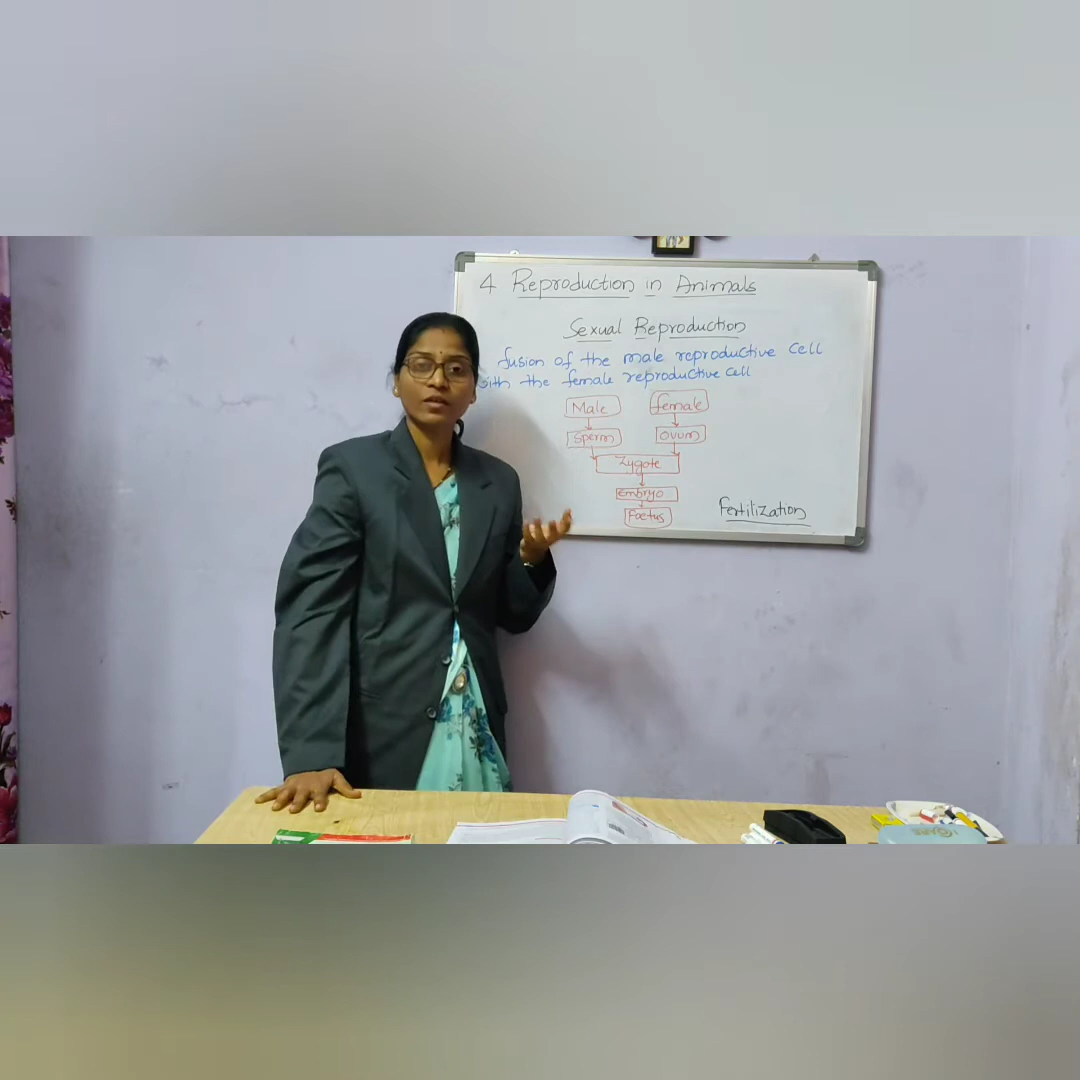 4 Reproduction in Animals
Sexual Reproduction
fusion of the male reproductive cell
with the female reproductive cell
Male female
sperm ovum
Zygote
embryo
Foetus
Fertilization